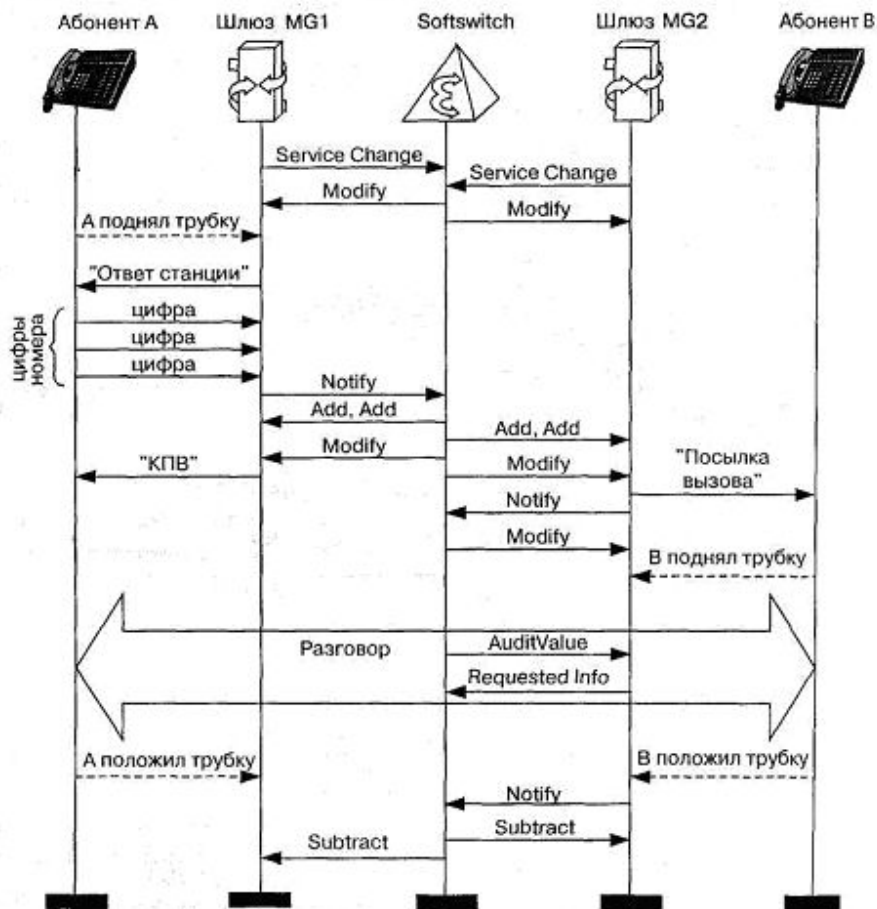 Абонент А
Шлюз MG1
Softswitch
Шлюз MG2
Абонент В
Service Change
Service Change
Modify
Modify
А поднял трубку
"Ответ станции"
цифры
номера
цифра
цифра
цифра
Notify
Add, Add
Add, Add
Modify
"КПВ"
Modify
"Посылка
вызова"
Notify
Modify
В поднял трубку
Разговор
AuditValue
Requested Info
А положил трубку
В положил трубку
Notify
Subtract
Subtract